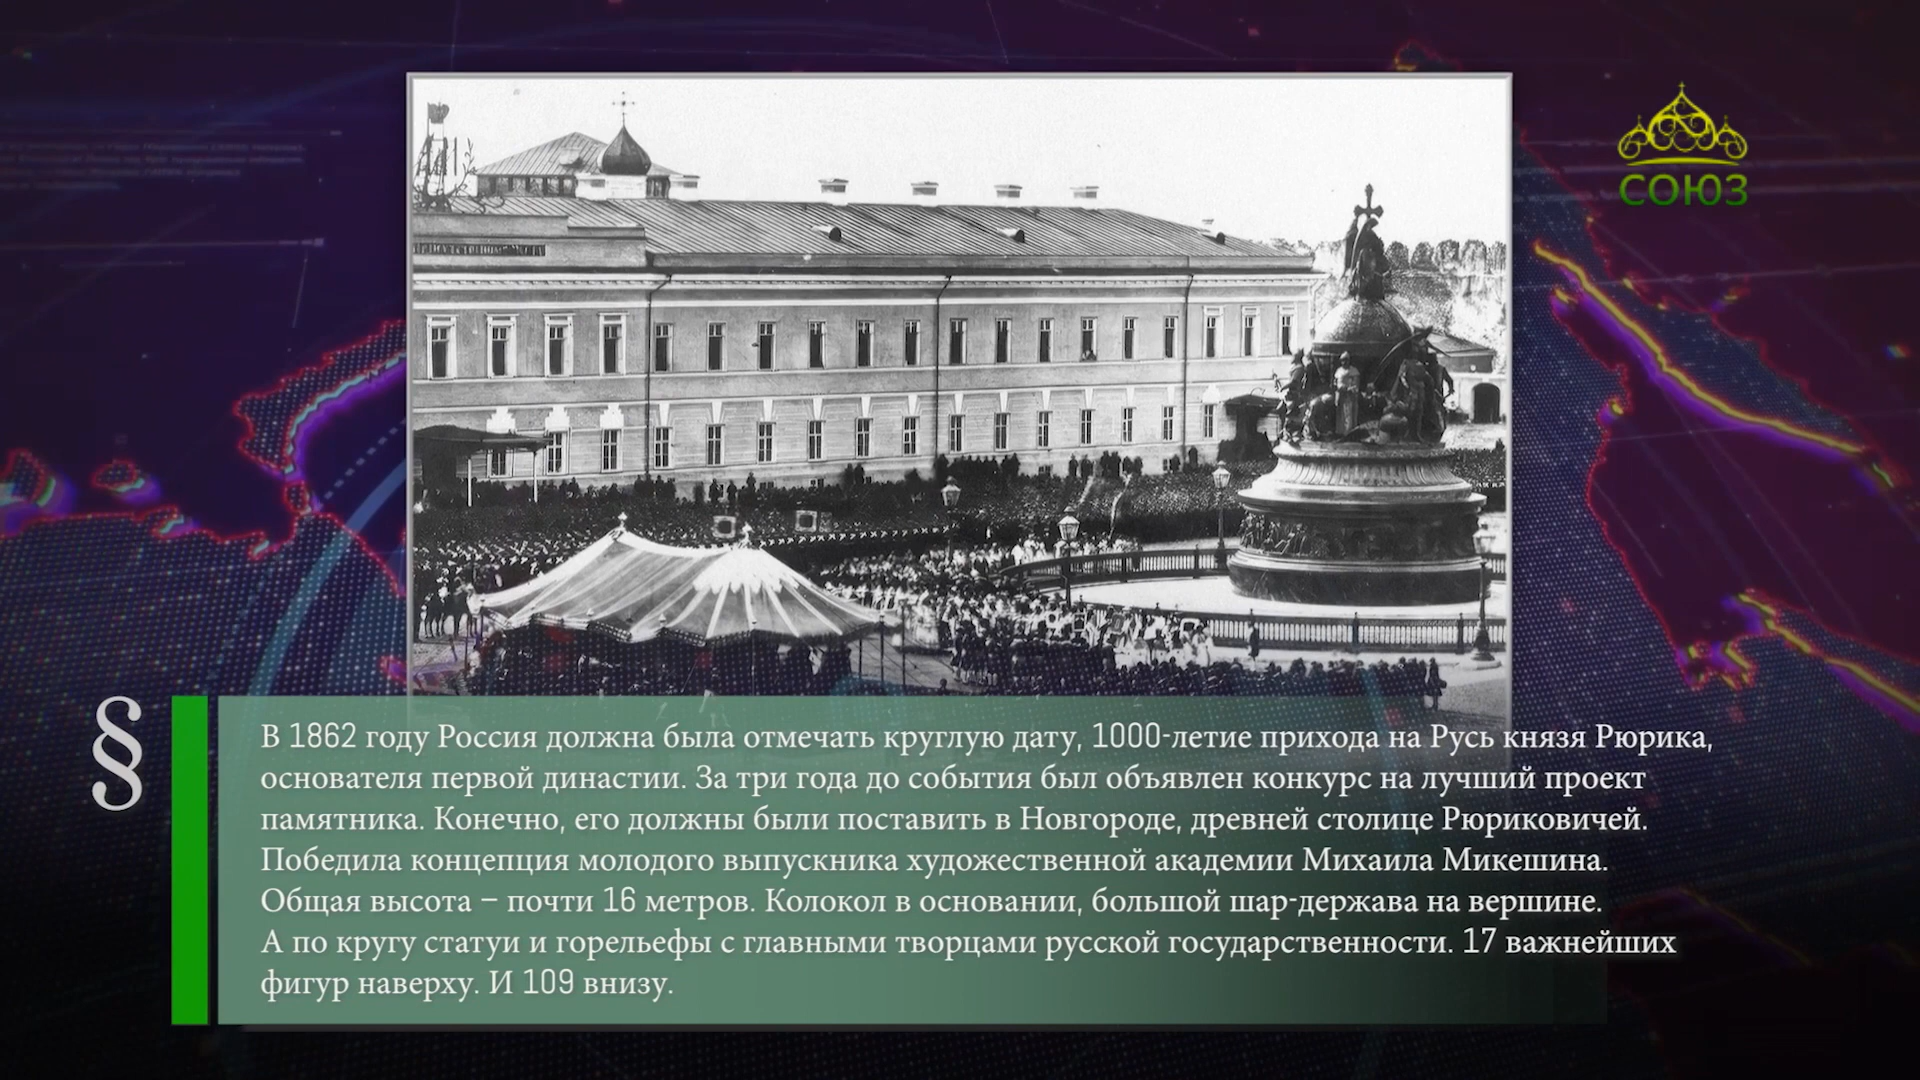 СОЮЗ
§
В 1862 году Россия должна была отмечать круглую дату, 1000-летие прихода на Русь князя Рюрика,
основателя первой династии. За три года до события был объявлен конкурс на лучший проект
памятника. Конечно, его должны были поставить в Новгороде, древней столице Рюриковичей.
Победила концепция молодого выпускника художественной академии Михаила Микешина.
Общая высота – почти 16 метров. Колокол в основании, большой шар-держава на вершине.
А по кругу статуи и горельефы с главными творцами русской государственности. 17 важнейших
фигур наверху. И 109 внизу.